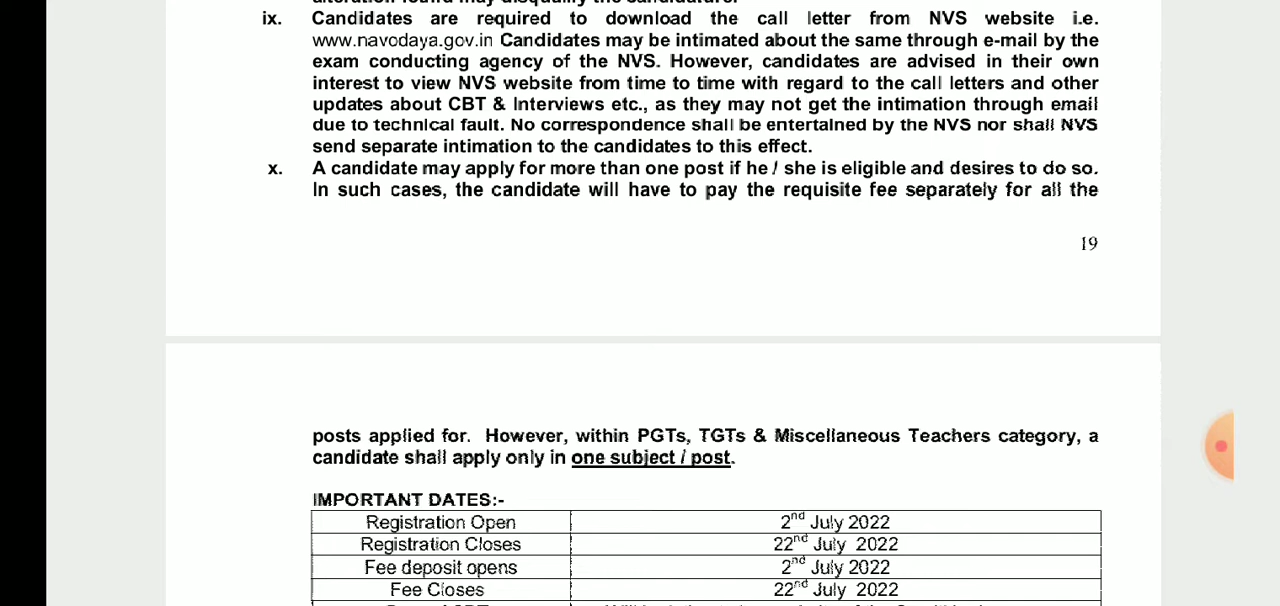 alteration found may disqualify the candidature.
ix. Candidates are required to download the call letter from NVS website i.e.
www.navodaya.gov.in Candidates may be intimated about the same through e-mail by the
exam conducting agency of the NVS. However, candidates are advised in their own
interest to view NVS website from time to time with regard to the call letters and other
updates about CBT & Interviews etc., as they may not get the intimation through email
due to technical fault. No correspondence shall be entertained by the NVS nor shall NVS
send separate intimation to the candidates to this effect.
x. A candidate may apply for more than one post if he / she is eligible and desires to do so.
In such cases, the candidate will have to pay the requisite fee separately for all the
19
posts applied for. However, within PGTs, TGTs & Miscellaneous Teachers category, a
candidate shall apply only in one subject / post.
IMPORTANT DATES:-
Registration Open 2nd July 2022
Registration Closes 22nd July 2022
Fee deposit opens 2nd July 2022
Fee Closes 22nd July 2022